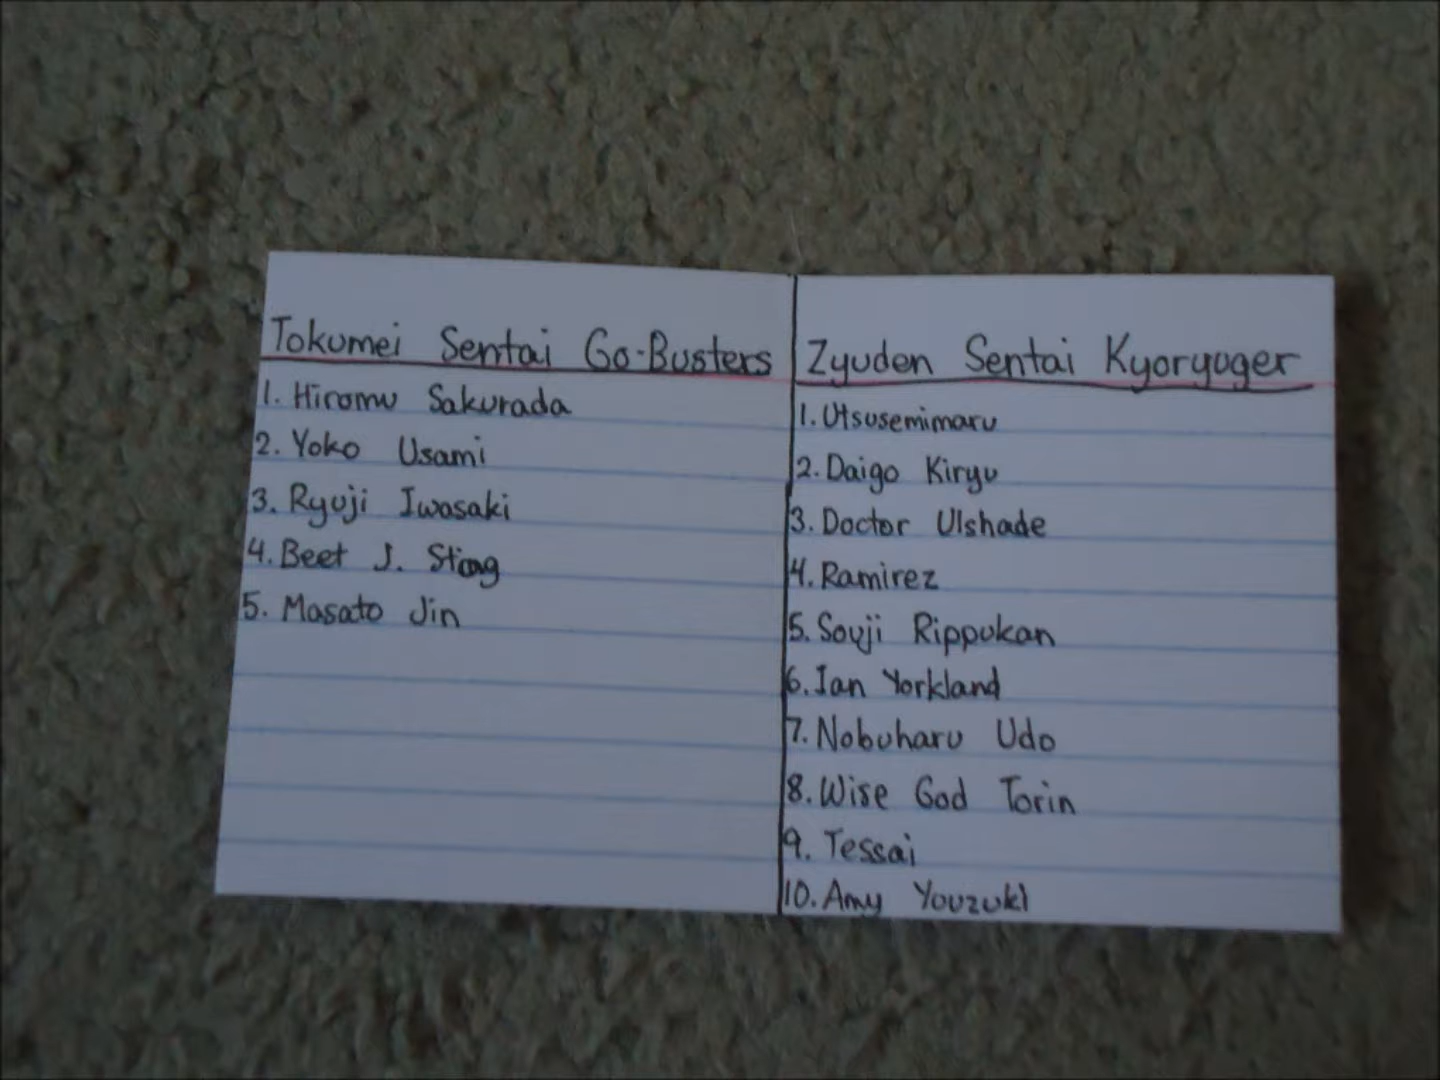 Tokumei Sentai Go-Busters
1. Hiromu Sakurada
2. Yoko Usami
3. Ryuji Iwasaki
4. Beet J. Stag
5. Masato Jin
Zyuden Sentai Kyoryuger
1. Utsusemimaru
2. Daigo Kiryu
3. Doctor Ulshade
4. Ramirez
5. Souji Rippukan
6. Ian Yorkland
7. Nobuharu Udo
8. Wise God Torin
9. Tessai
10. Amy Youzuki